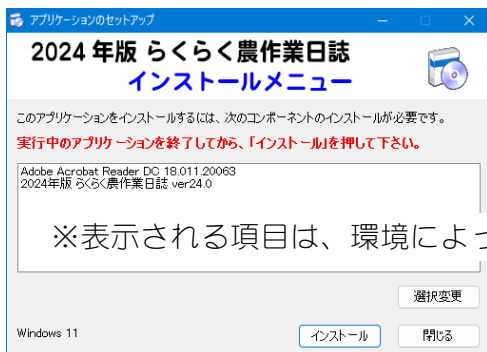 アプリケーションのセットアップ
2024 年版 らくらく農作業日誌
インストールメニュー
このアプリケーションをインストールするには、次のコンポーネントのインストールが必要です。
実行中のアプリケーションを終了してから、「インストール」を押して下さい。
Adobe Acrobat Reader DC 18.011.20063
2024年版 らくらく農作業日誌 ver24.0
※表示される項目は、環境によっ
選択変更
Windows 11
インストール
閉じる